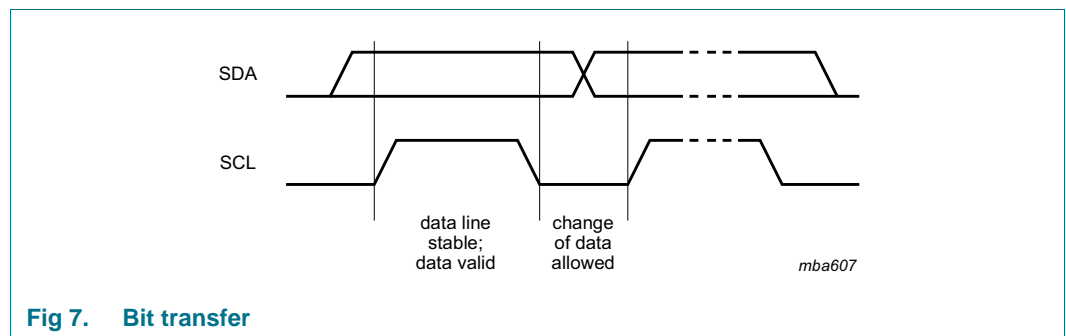 SDA
SCL
data line
stable;
data valid
change
of data
allowed
mba607
Fig 7. Bit transfer